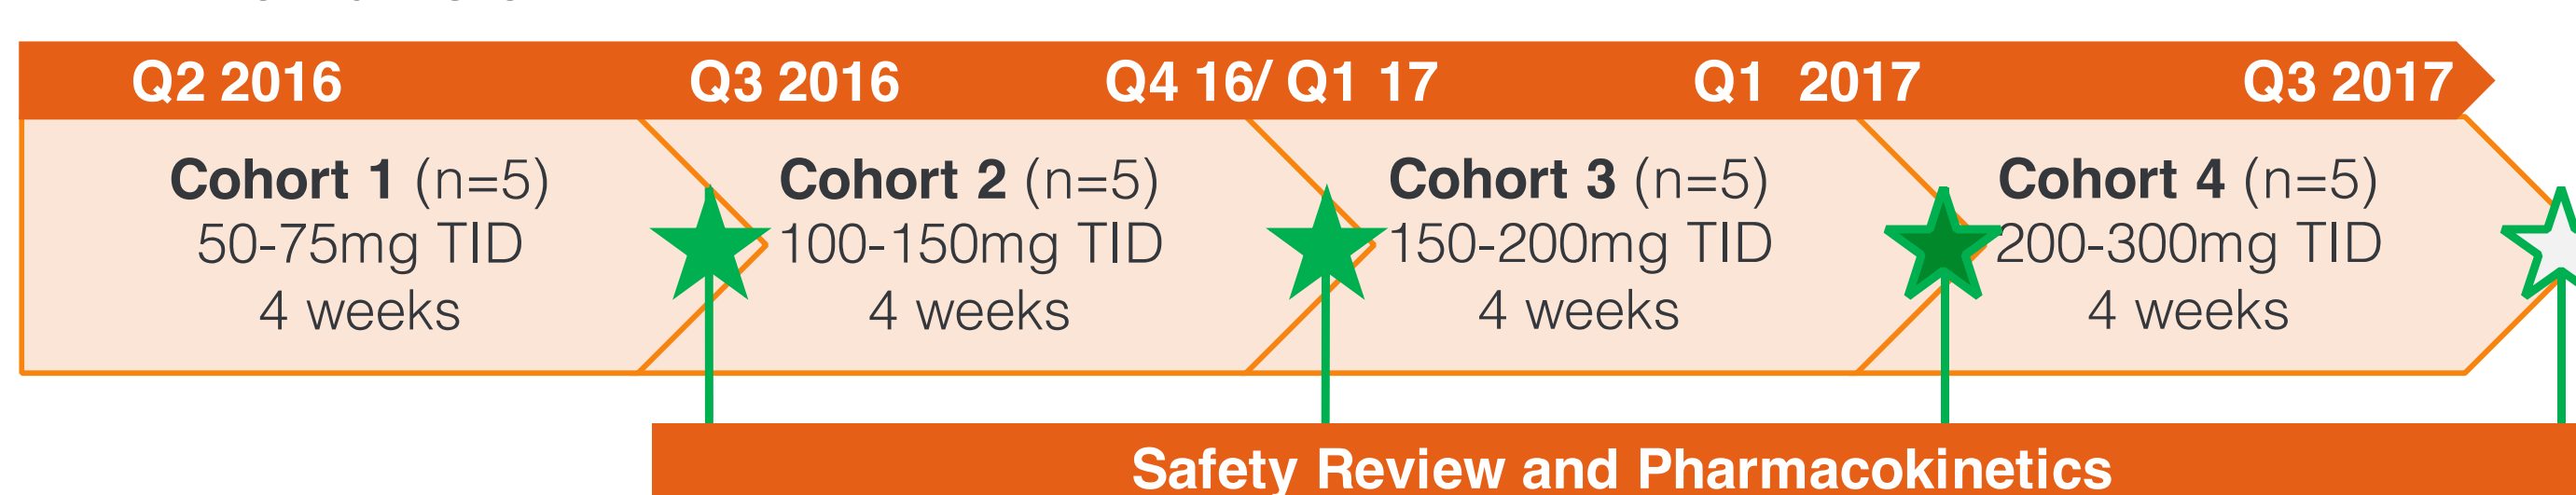 Q2 2016 Q3 2016 Q4 16/ Q1 17 Q1 2017 Q3 2017
Cohort 1 (n=5)
50-75mg TID
4 weeks
Cohort 2 (n=5)
100-150mg TID
4 weeks
Cohort 3 (n=5)
150-200mg TID
4 weeks
Cohort 4 (n=5)
200-300mg TID
4 weeks
Safety Review and Pharmacokinetics